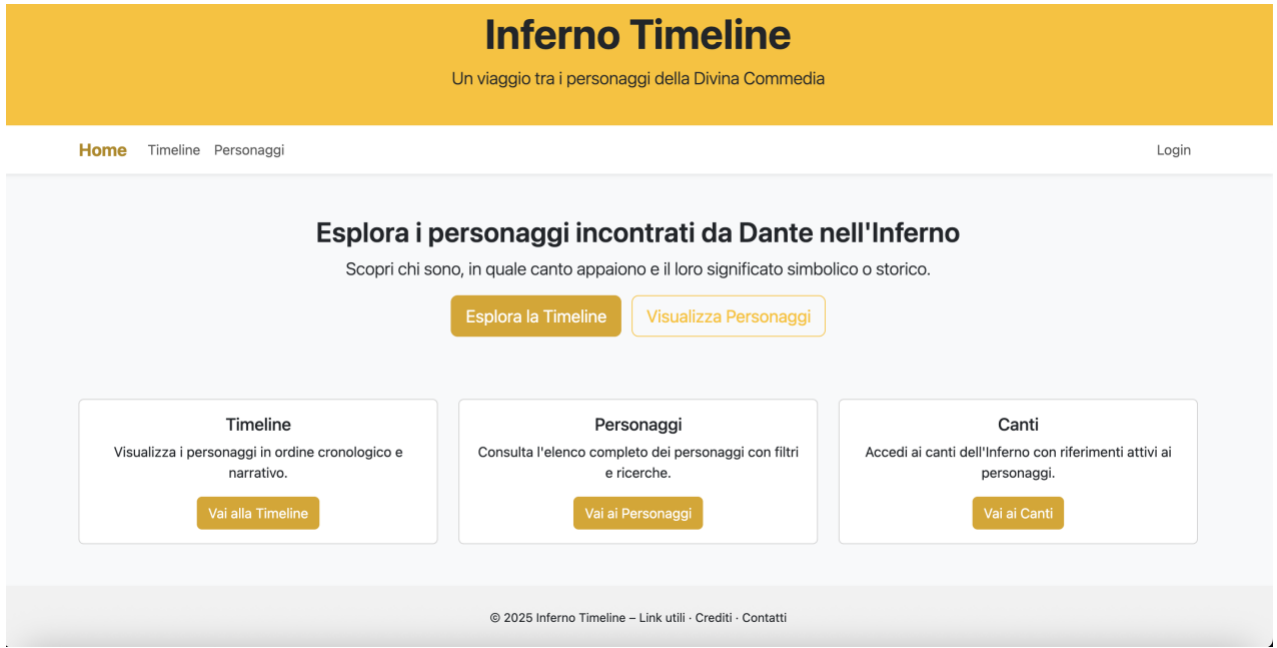 Inferno Timeline
Un viaggio tra i personaggi della Divina Commedia
Home Timeline Personaggi Login
Esplora i personaggi incontrati da Dante nell'Inferno
Scopri chi sono, in quale canto appaiono e il loro significato simbolico o storico.
Esplora la Timeline Visualizza Personaggi
Timeline
Visualizza i personaggi in ordine cronologico e
narrativo.
Vai alla Timeline
Personaggi
Consulta l'elenco completo dei personaggi con filtri
e ricerche.
Vai ai Personaggi
Canti
Accedi ai canti dell'Inferno con riferimenti attivi ai
personaggi.
Vai ai Canti
© 2025 Inferno Timeline – Link utili · Crediti · Contatti